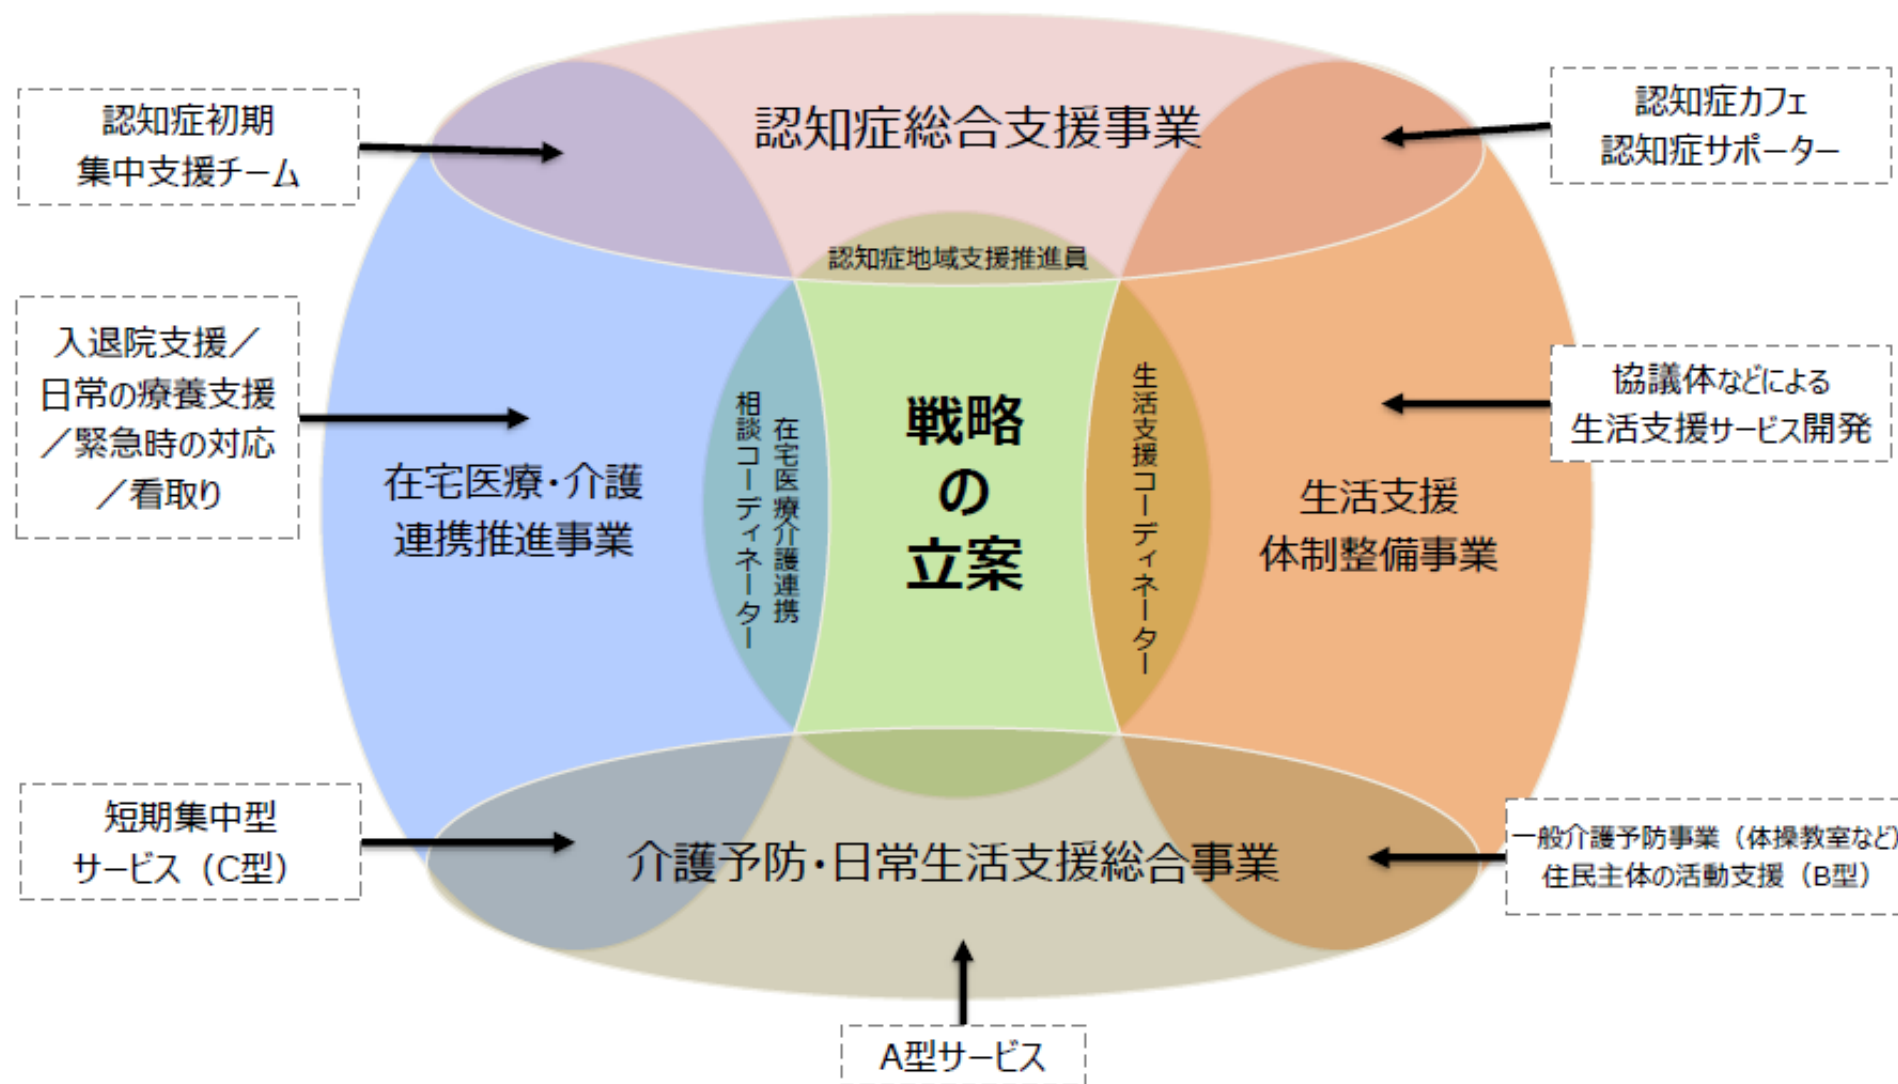 認知症総合支援事業
認知症初期
集中支援チーム
認知症カフェ
認知症サポーター
認知症地域支援推進員
入退院支援／
日常の療養支援
／緊急時の対応
／看取り
在宅医療・介護
連携推進事業
在宅医療介護連携
相談コーディネーター
戦略
の
立案
生活支援コーディネーター
協議体などによる
生活支援サービス開発
生活支援
体制整備事業
短期集中型
サービス（C型）
介護予防・日常生活支援総合事業
一般介護予防事業（体操教室など）
住民主体の活動支援（B型）
A型サービス